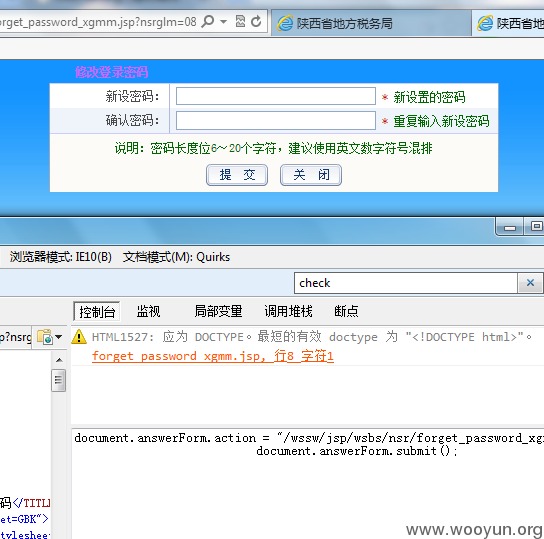 orget_password_xgmm.jsp?nsrglm=08
陕西省地方税务局
陕西省地
修改登录密码
新设密码：
* 新设置的密码
确认密码：
* 重复输入新设密码
说明：密码长度位6～20个字符，建议使用英文数字符号混排
提 交
关 闭
浏览器模式: IE10(B) 文档模式(M): Quirks
check
控制台 监视 局部变量 调用堆栈 断点
p?nsrg
HTML1527: 应为 DOCTYPE。最短的有效 doctype 为 "<!DOCTYPE html>"。
forget_password_xgmm.jsp, 行8 字符1
document.answerForm.action = "/wssw/jsp/wsbs/nsr/forget_password_xg
document.answerForm.submit();
码</TITL
et=GBK">
tylesheet
www.wooyun.org